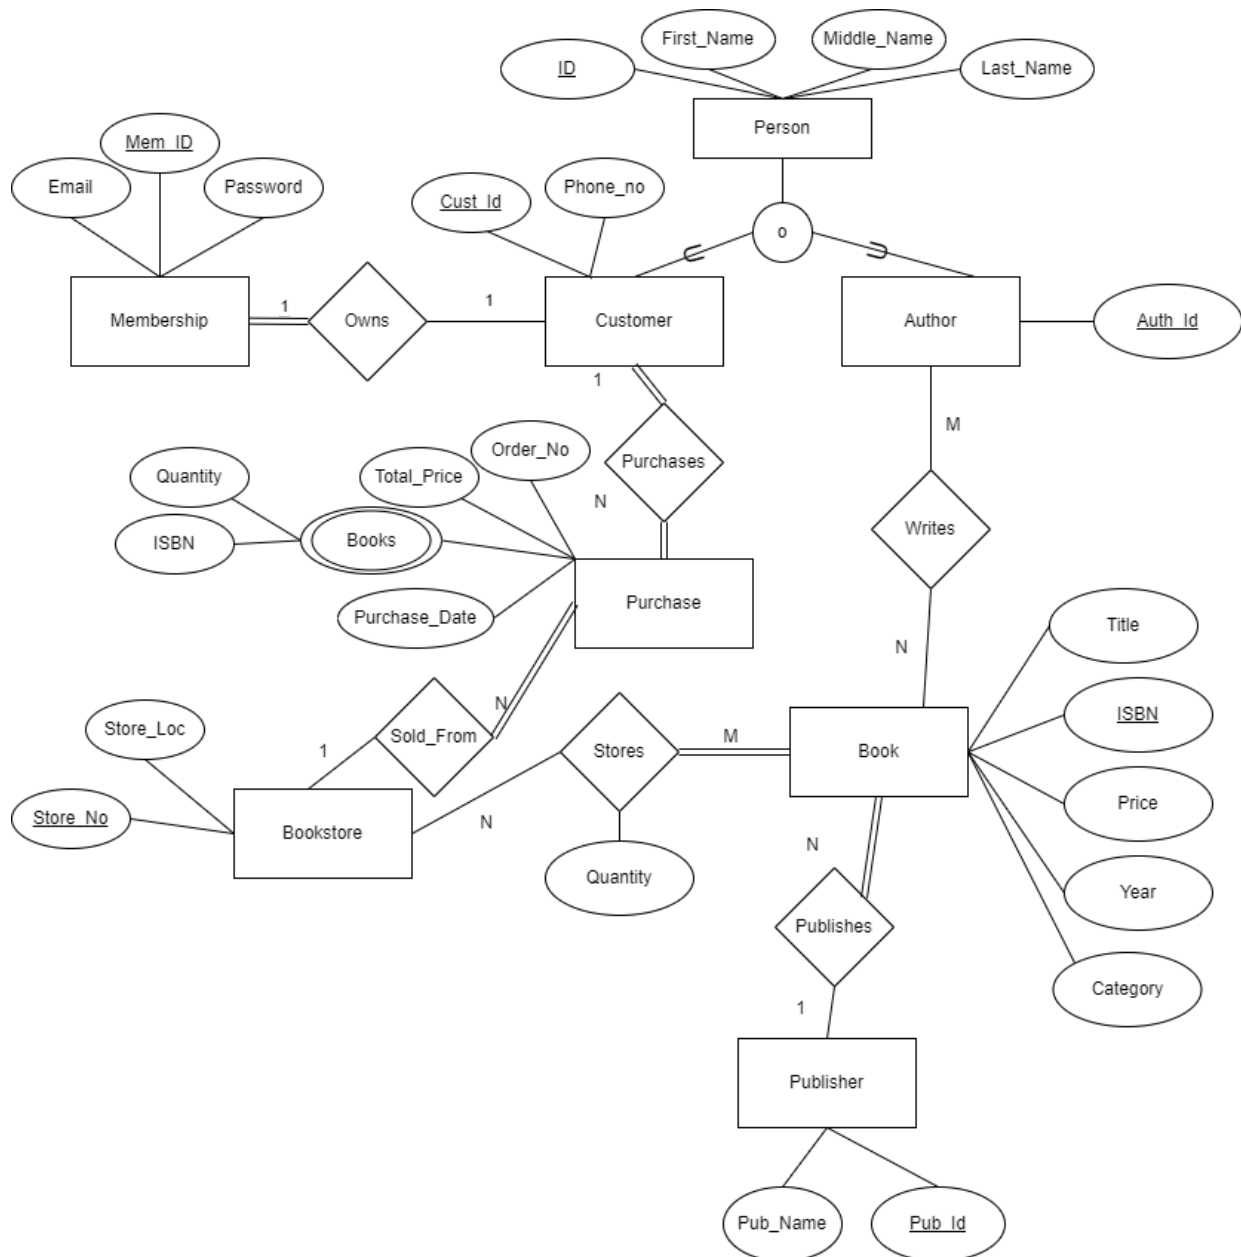 First_Name
Middle_Name
ID
Last_Name
Person
Mem_ID
Email
Password
Cust_Id
Phone_no
o
Membership
1
Owns
1
Customer
Author
Auth_Id
1
M
Purchases
N
Order_No
Total_Price
Quantity
ISBN
Books
Purchase_Date
Purchase
Writes
N
Title
ISBN
Price
Year
Category
Book
M
Stores
Quantity
N
N
Sold_From
1
Store_Loc
Store_No
Bookstore
N
Publishes
1
Publisher
Pub_Name
Pub_Id